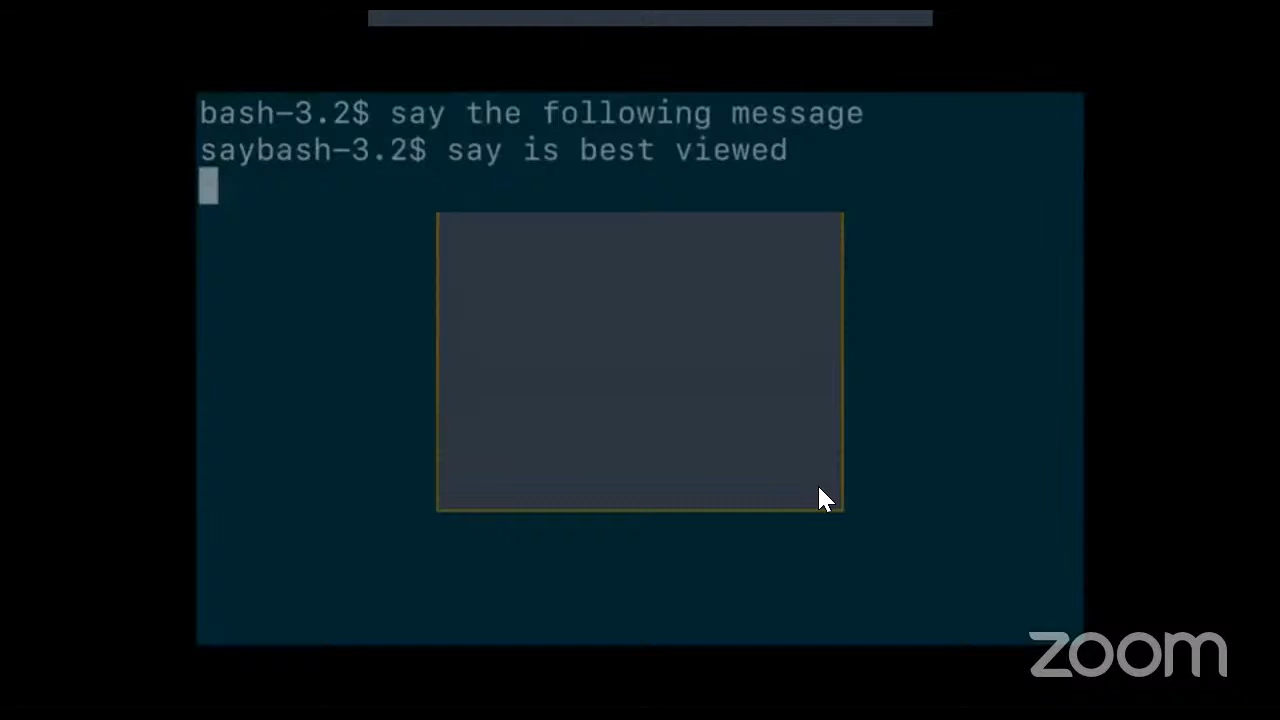 bash-3.2$ say the following message
saybash-3.2$ say is best viewed
zoom